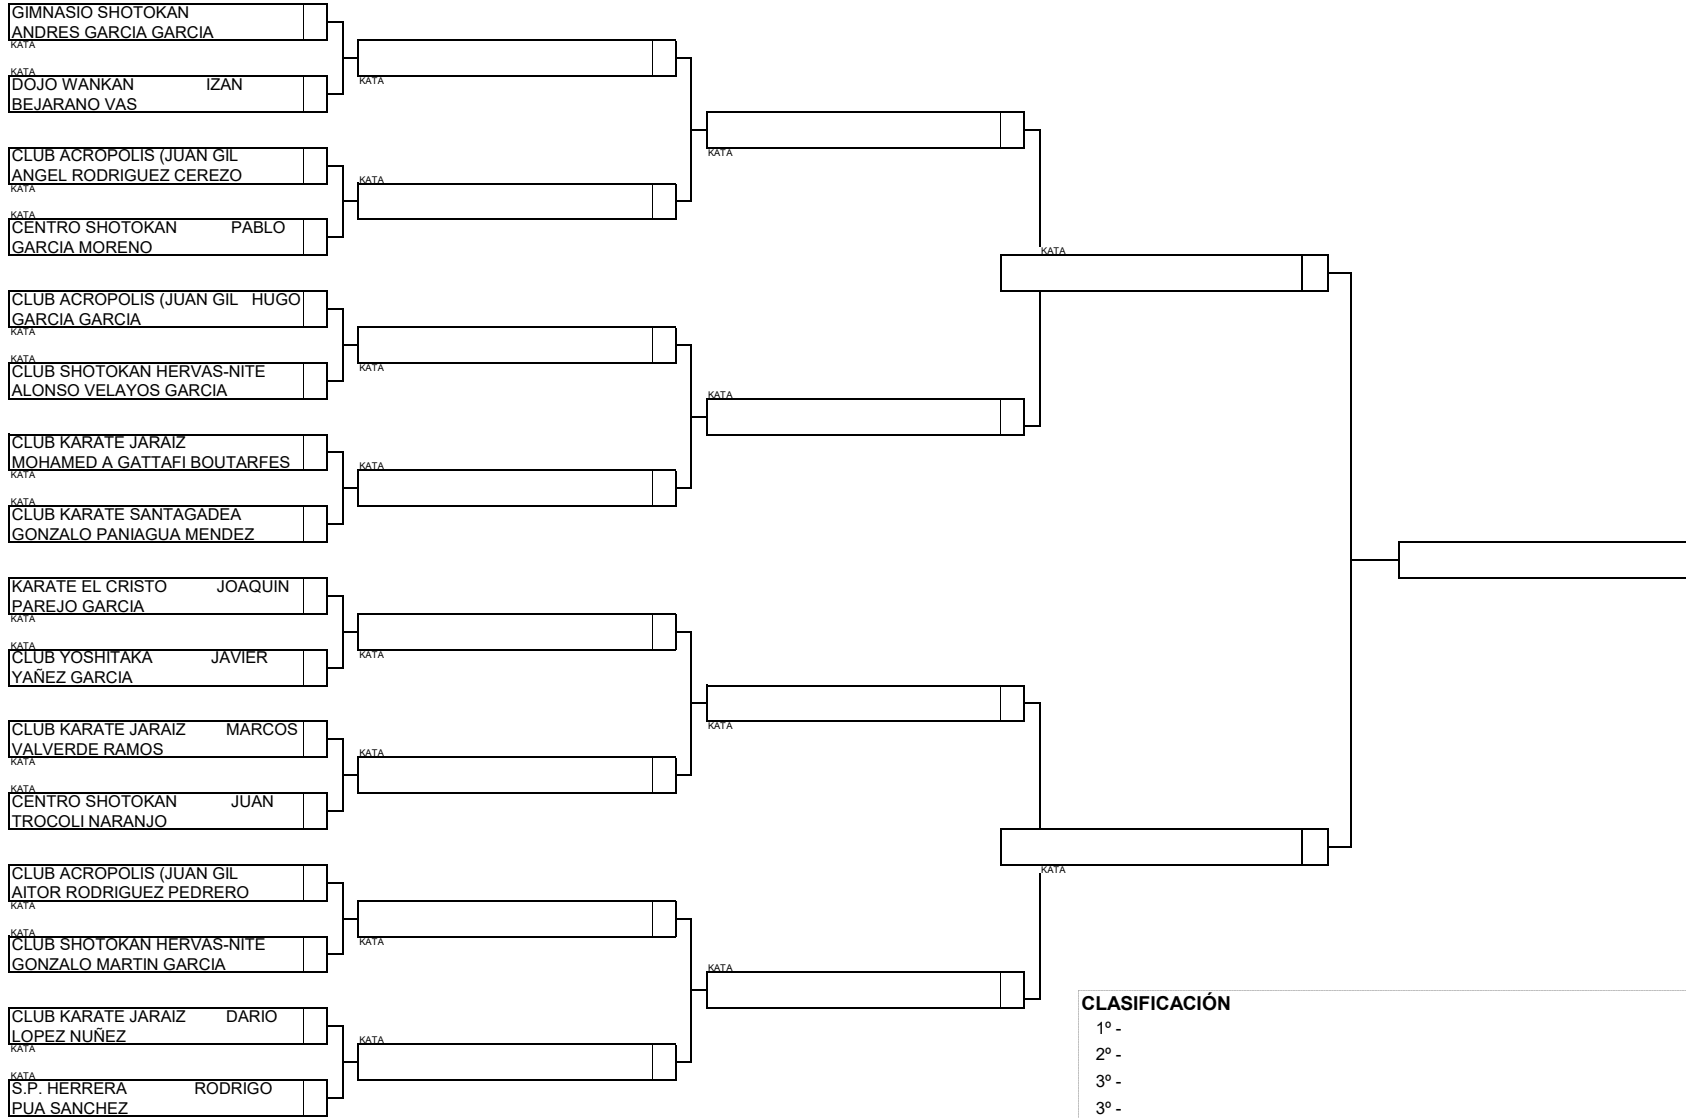 GIMNASIO SHOTOKAN
ANDRES GARCIA GARCIA
KATA
KATA
DOJO WANKAN IZAN
BEJARANO VAS
CLUB ACROPOLIS (JUAN GIL
ANGEL RODRIGUEZ CEREZO
KATA
KATA
CENTRO SHOTOKAN PABLO
GARCIA MORENO
CLUB ACROPOLIS (JUAN GIL HUGO
GARCIA GARCIA
KATA
KATA
CLUB SHOTOKAN HERVAS-NITE
ALONSO VELAYOS GARCIA
CLUB KARATE JARAIZ
MOHAMED A GATTAFI BOUTARFES
KATA
KATA
CLUB KARATE SANTAGADEA
GONZALO PANIAGUA MENDEZ
KARATE EL CRISTO JOAQUIN
PAREJO GARCIA
KATA
KATA
CLUB YOSHITAKA JAVIER
YAÑEZ GARCIA
CLUB KARATE JARAIZ MARCOS
VALVERDE RAMOS
KATA
KATA
CENTRO SHOTOKAN JUAN
TROCOLI NARANJO
CLUB ACROPOLIS (JUAN GIL
AITOR RODRIGUEZ PEDRERO
KATA
KATA
CLUB SHOTOKAN HERVAS-NITE
GONZALO MARTIN GARCIA
CLUB KARATE JARAIZ DARIO
LOPEZ NUÑEZ
KATA
KATA
S.P. HERRERA RODRIGO
PUA SANCHEZ
KATA
KATA
KATA
KATA
KATA
KATA
KATA
KATA
KATA
KATA
KATA
KATA
KATA
KATA
CLASIFICACIÓN
1º -
2º -
3º -
3º -